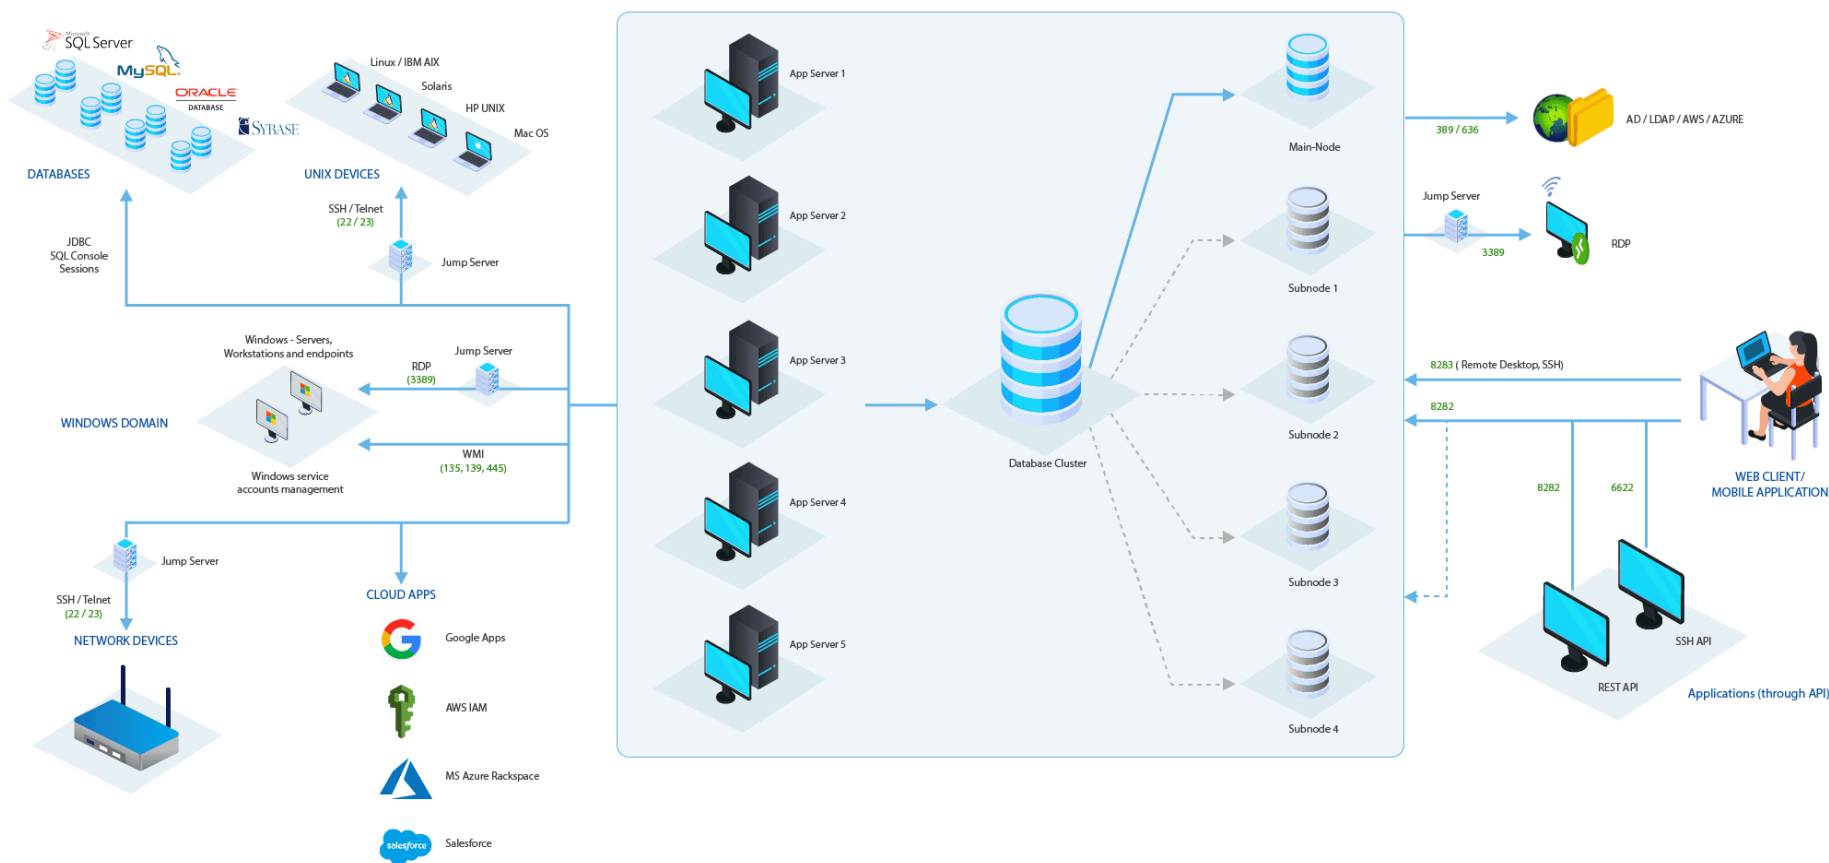 Microsoft
SQL Server
MySQL
ORACLE
DATABASE
SYBASE
DATABASES
Linux / IBM AIX
Solaris
HP UNIX
Mac OS
UNIX DEVICES
SSH / Telnet
(22 / 23)
Jump Server
JDBC
SQL Console
Sessions
Windows - Servers,
Workstations and endpoints
Jump Server
RDP
(3389)
WINDOWS DOMAIN
WMI
(135, 139, 445)
Windows service
accounts management
Jump Server
SSH / Telnet
(22 / 23)
NETWORK DEVICES
CLOUD APPS
Google Apps
AWS IAM
MS Azure Rackspace
salesforce
Salesforce
App Server 1
App Server 2
App Server 3
App Server 4
App Server 5
Database Cluster
Main-Node
Subnode 1
Subnode 2
Subnode 3
Subnode 4
389 / 636
AD / LDAP / AWS / AZURE
Jump Server
3389
RDP
8283 ( Remote Desktop, SSH)
8282
WEB CLIENT/
MOBILE APPLICATION
8282
6622
SSH API
REST API
Applications (through API)